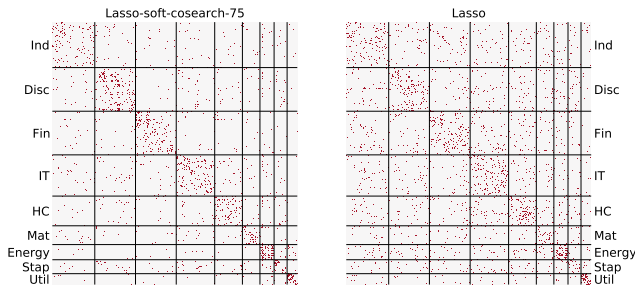 Lasso-soft-cosearch-75
Lasso
Ind
Disc
Fin
IT
HC
Mat
Energy
Stap
Util
Ind
Disc
Fin
IT
HC
Mat
Energy
Stap
Util